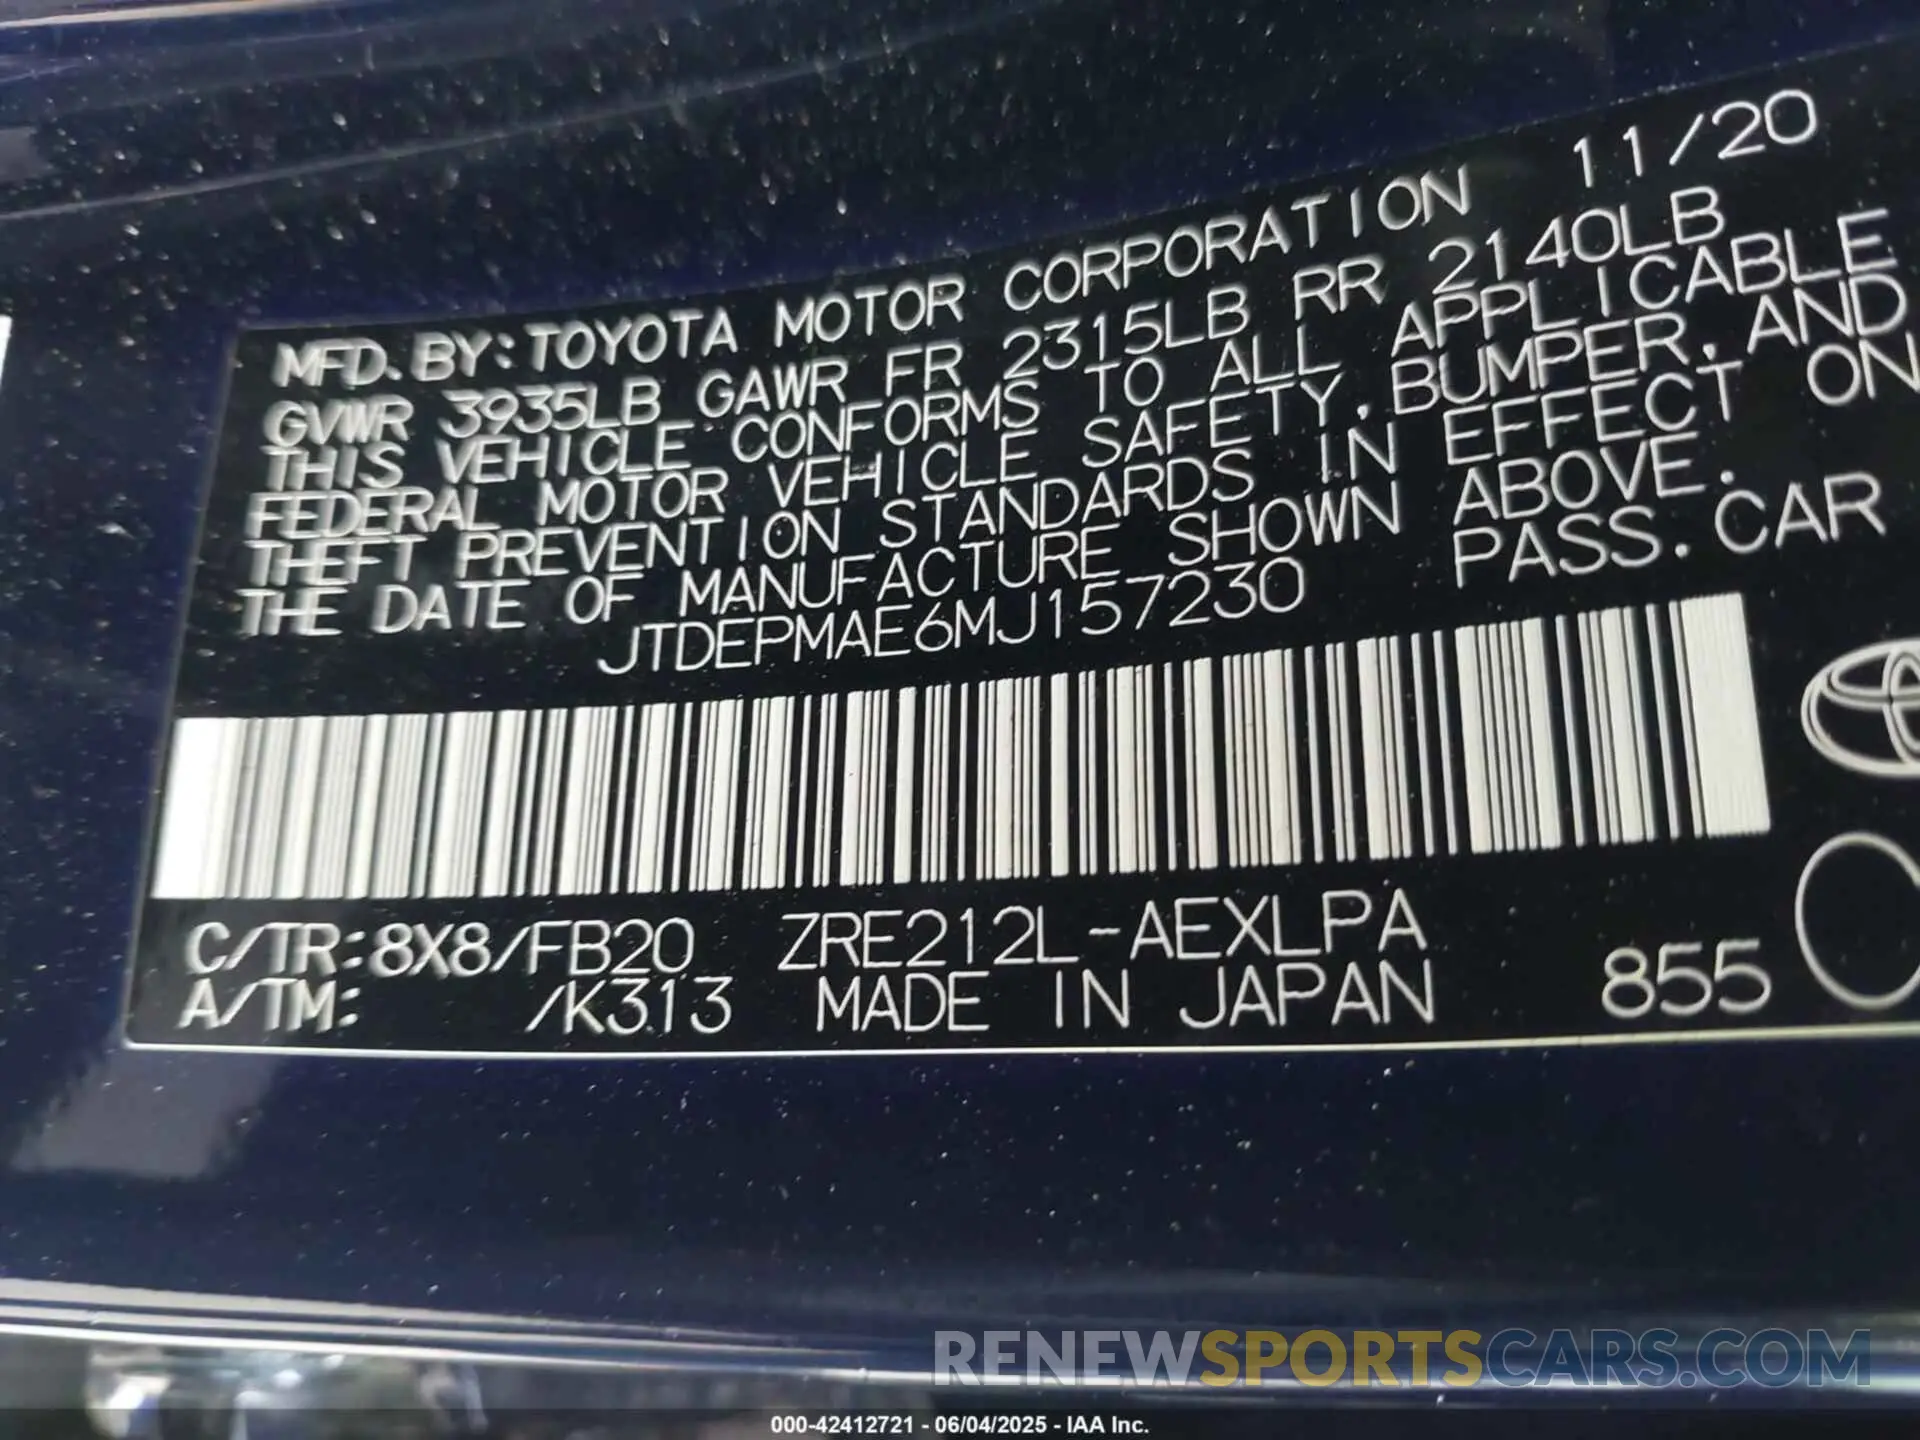 MFD. BY: TOYOTA MOTOR CORPORATION 11/20
GVWR 3935LB GAWR FR 2315LB RR 2140LB
THIS VEHICLE CONFORMS TO ALL APPLICABLE
FEDERAL MOTOR VEHICLE SAFETY, BUMPER, AND
THEFT PREVENTION STANDARDS IN EFFECT ON
THE DATE OF MANUFACTURE SHOWN ABOVE.
JTDEPMAE6MJ157230 PASS. CAR
C/TR:8X8/FB20 ZRE212L-AEXLPA
A/TM: /K313 MADE IN JAPAN 855
RENEWSPORTSCARS.COM
000-42412721 - 06/04/2025 - IAA Inc.